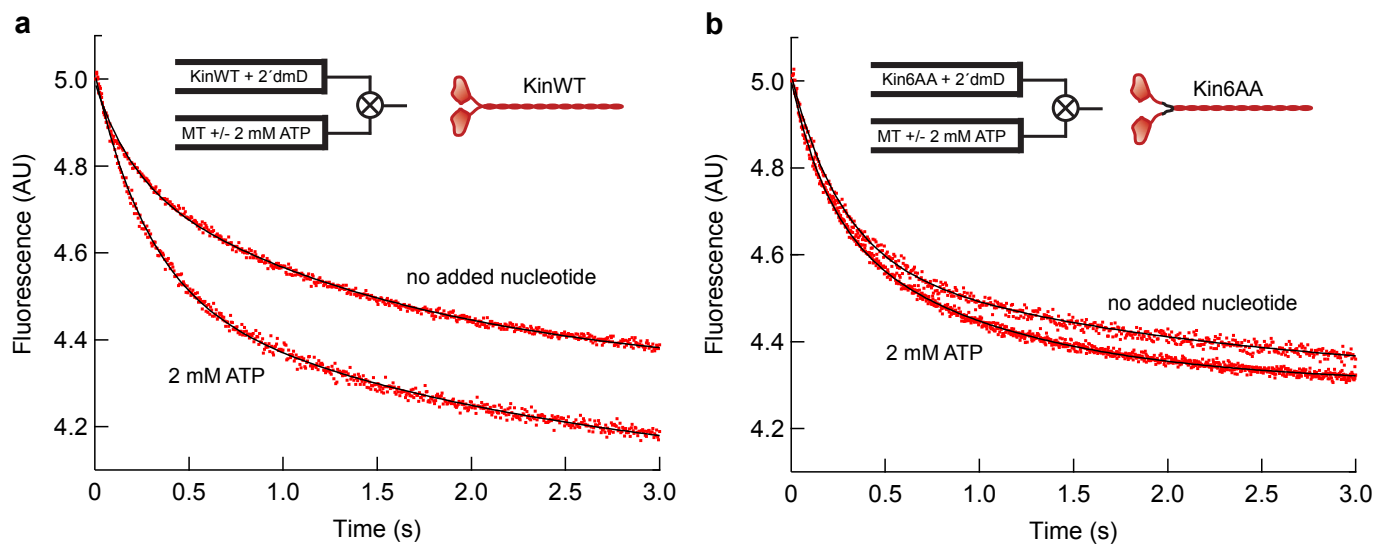 a
KinWT + 2´dmD
MT +/- 2 mM ATP
KinWT
no added nucleotide
2 mM ATP
Fluorescence (AU)
5.0
4.8
4.6
4.4
4.2
0 0.5 1.0 1.5 2.0 2.5 3.0
Time (s)
b
Kin6AA + 2´dmD
MT +/- 2 mM ATP
Kin6AA
no added nucleotide
2 mM ATP
Fluorescence (AU)
5.0
4.8
4.6
4.4
4.2
0 0.5 1.0 1.5 2.0 2.5 3.0
Time (s)